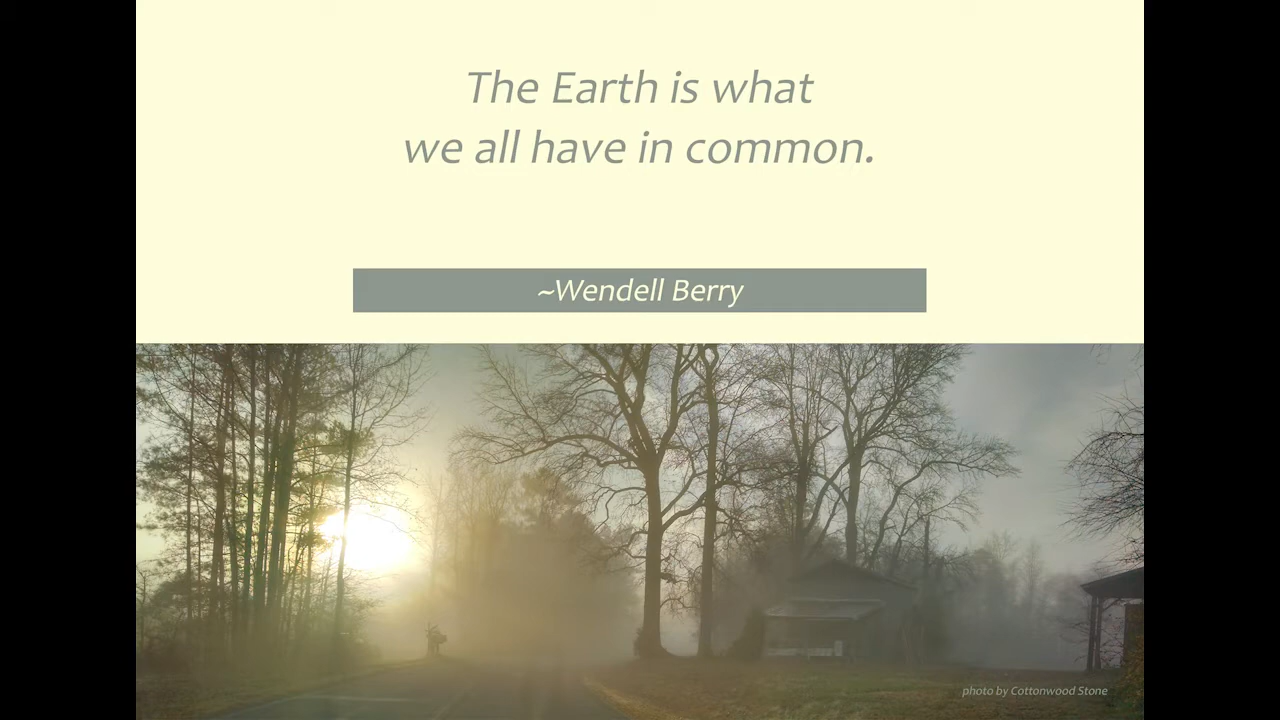 The Earth is what
we all have in common.
~Wendell Berry
photo by Cottonwood Stone